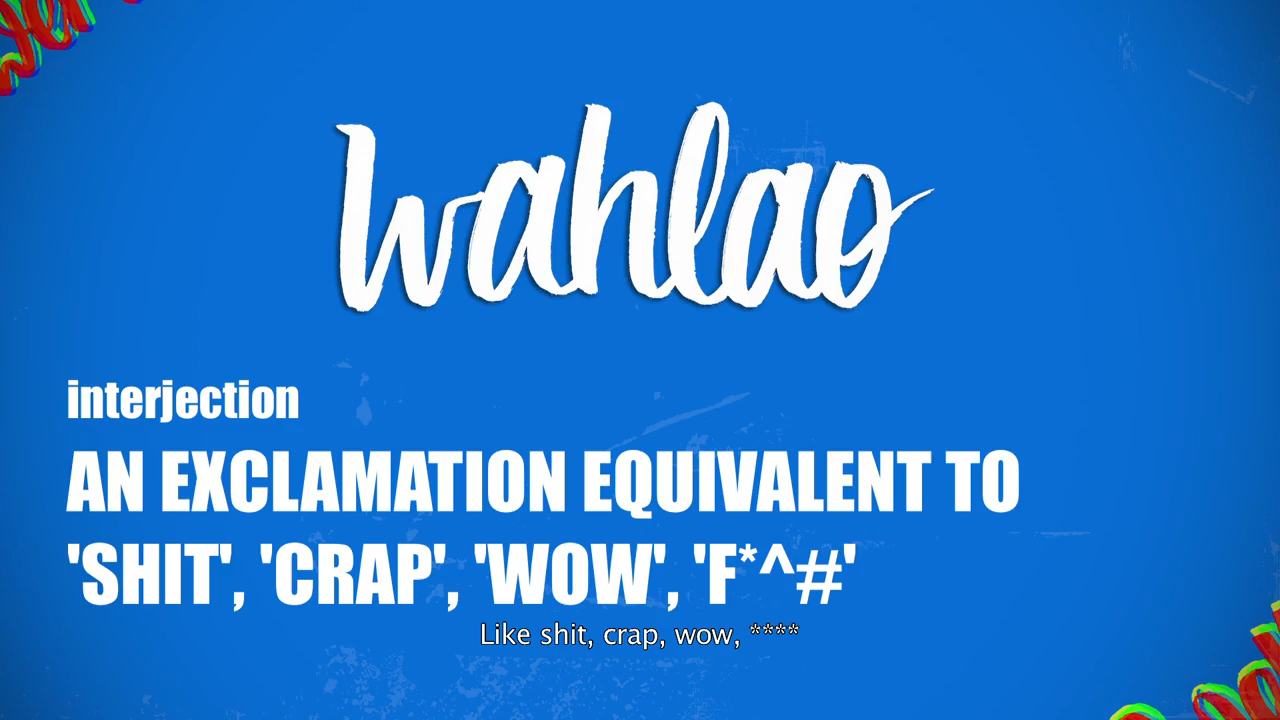 wahlao
interjection
AN EXCLAMATION EQUIVALENT TO
'SHIT', 'CRAP', 'WOW', 'F*^#'
Like shit, crap, wow, ****